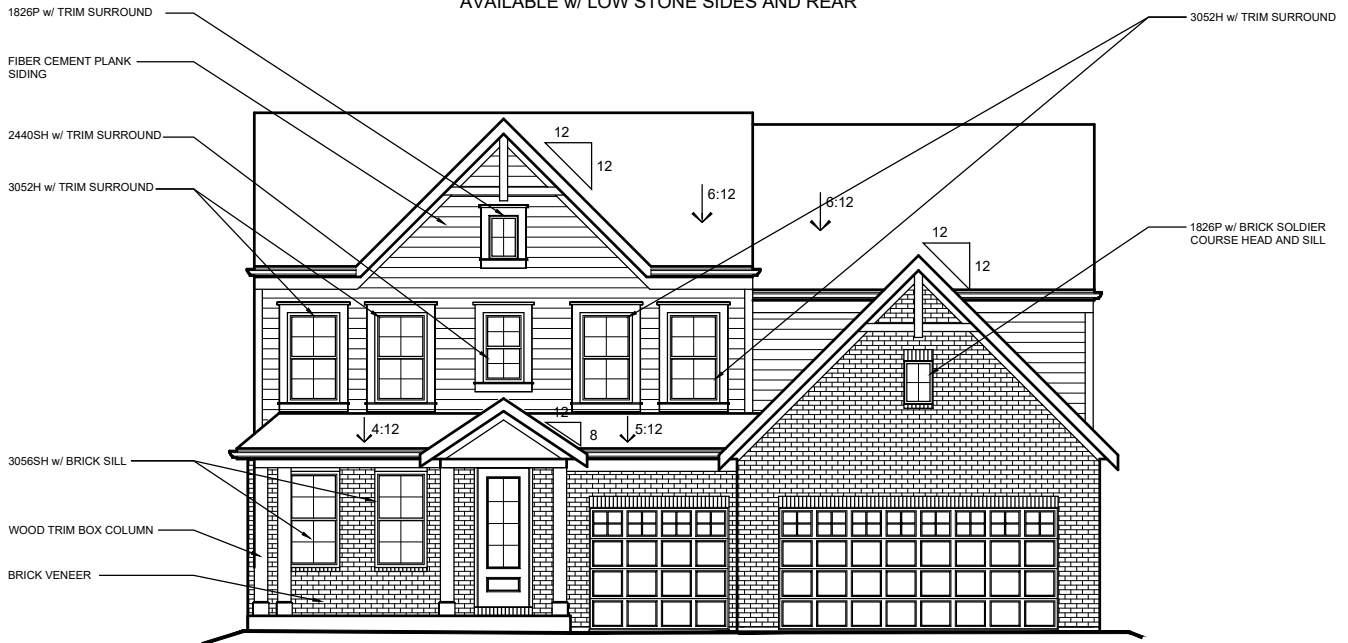 AVAILABLE w/ LOW STONE SIDES AND REAR
1826P w/ TRIM SURROUND
3052H w/ TRIM SURROUND
FIBER CEMENT PLANK
SIDING
2440SH w/ TRIM SURROUND
12
12
3052H w/ TRIM SURROUND
6:12
6:12
1826P w/ BRICK SOLDIER
COURSE HEAD AND SILL
12
12
12
8
4:12
5:12
3056SH w/ BRICK SILL
WOOD TRIM BOX COLUMN
BRICK VENEER